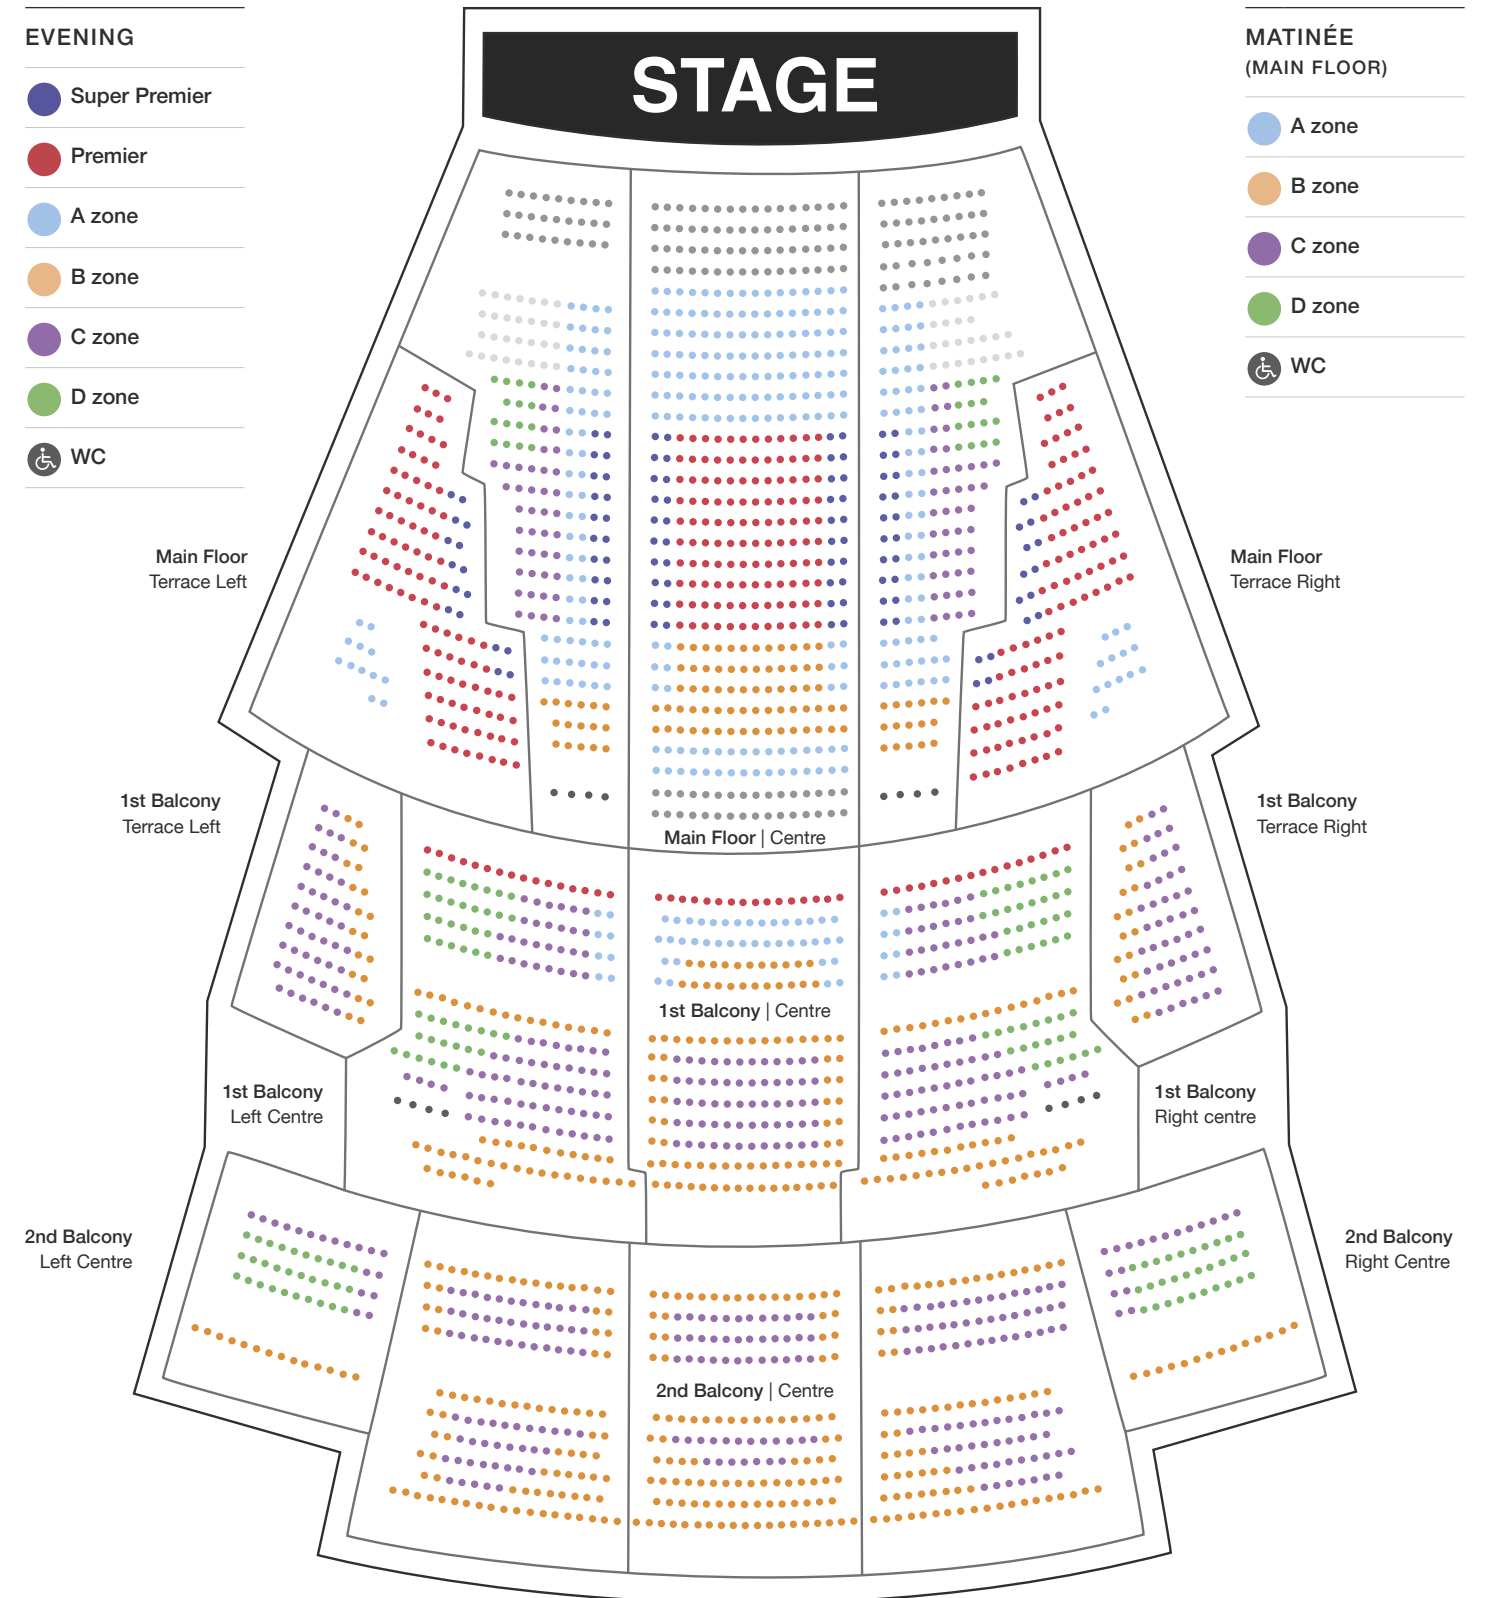 STAGE
EVENING
Super Premier
Premier
A zone
B zone
C zone
D zone
WC
MATINÉE
(MAIN FLOOR)
A zone
B zone
C zone
D zone
WC
Main Floor
Terrace Left
Main Floor
Terrace Right
1st Balcony
Terrace Left
Main Floor | Centre
1st Balcony
Terrace Right
1st Balcony | Centre
1st Balcony
Left Centre
1st Balcony
Right centre
2nd Balcony
Left Centre
2nd Balcony
Right Centre
2nd Balcony | Centre